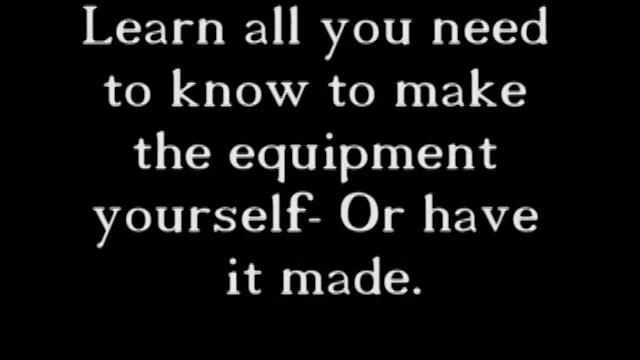 Learn all you need
to know to make
the equipment
yourself- Or have
it made.